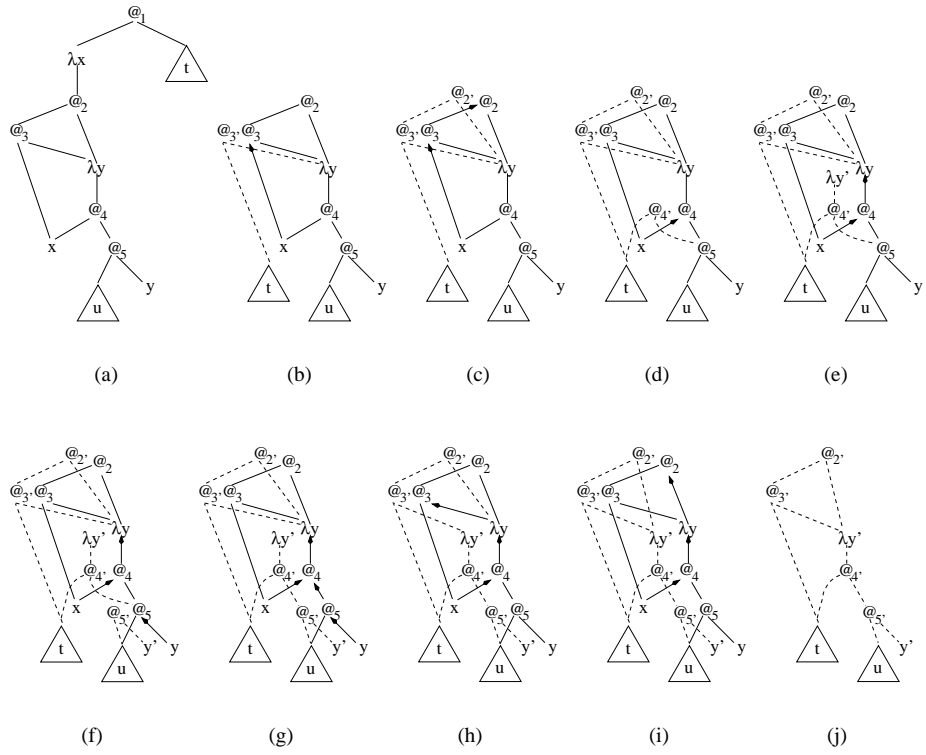 @1
λx
t
@2
@3
λy
@4
x
@5
u
y
(a)
@2
@3' @3
λy
@4
x
@5
t
u
y
(b)
@2' @2
@3' @3
λy
@4
x
@5
t
u
y
(c)
@2' @2
@3' @3
λy
@4' @4
x
@5
t
u
y
(d)
@2' @2
@3' @3
λy
λy'
@4' @4
x
@5
t
u
y
(e)
@2' @2
@3' @3
λy
λy'
@4' @4
x
@5' @5
t
u
y' y
(f)
@2' @2
@3' @3
λy
λy'
@4' @4
x
@5' @5
t
u
y' y
(g)
@2' @2
@3' @3
λy
λy'
@4' @4
x
@5' @5
t
u
y' y
(h)
@2' @2
@3' @3
λy
λy'
@4' @4
x
@5' @5
t
u
y' y
(i)
@2'
@3'
λy'
@4'
@5'
t
u
y'
(j)